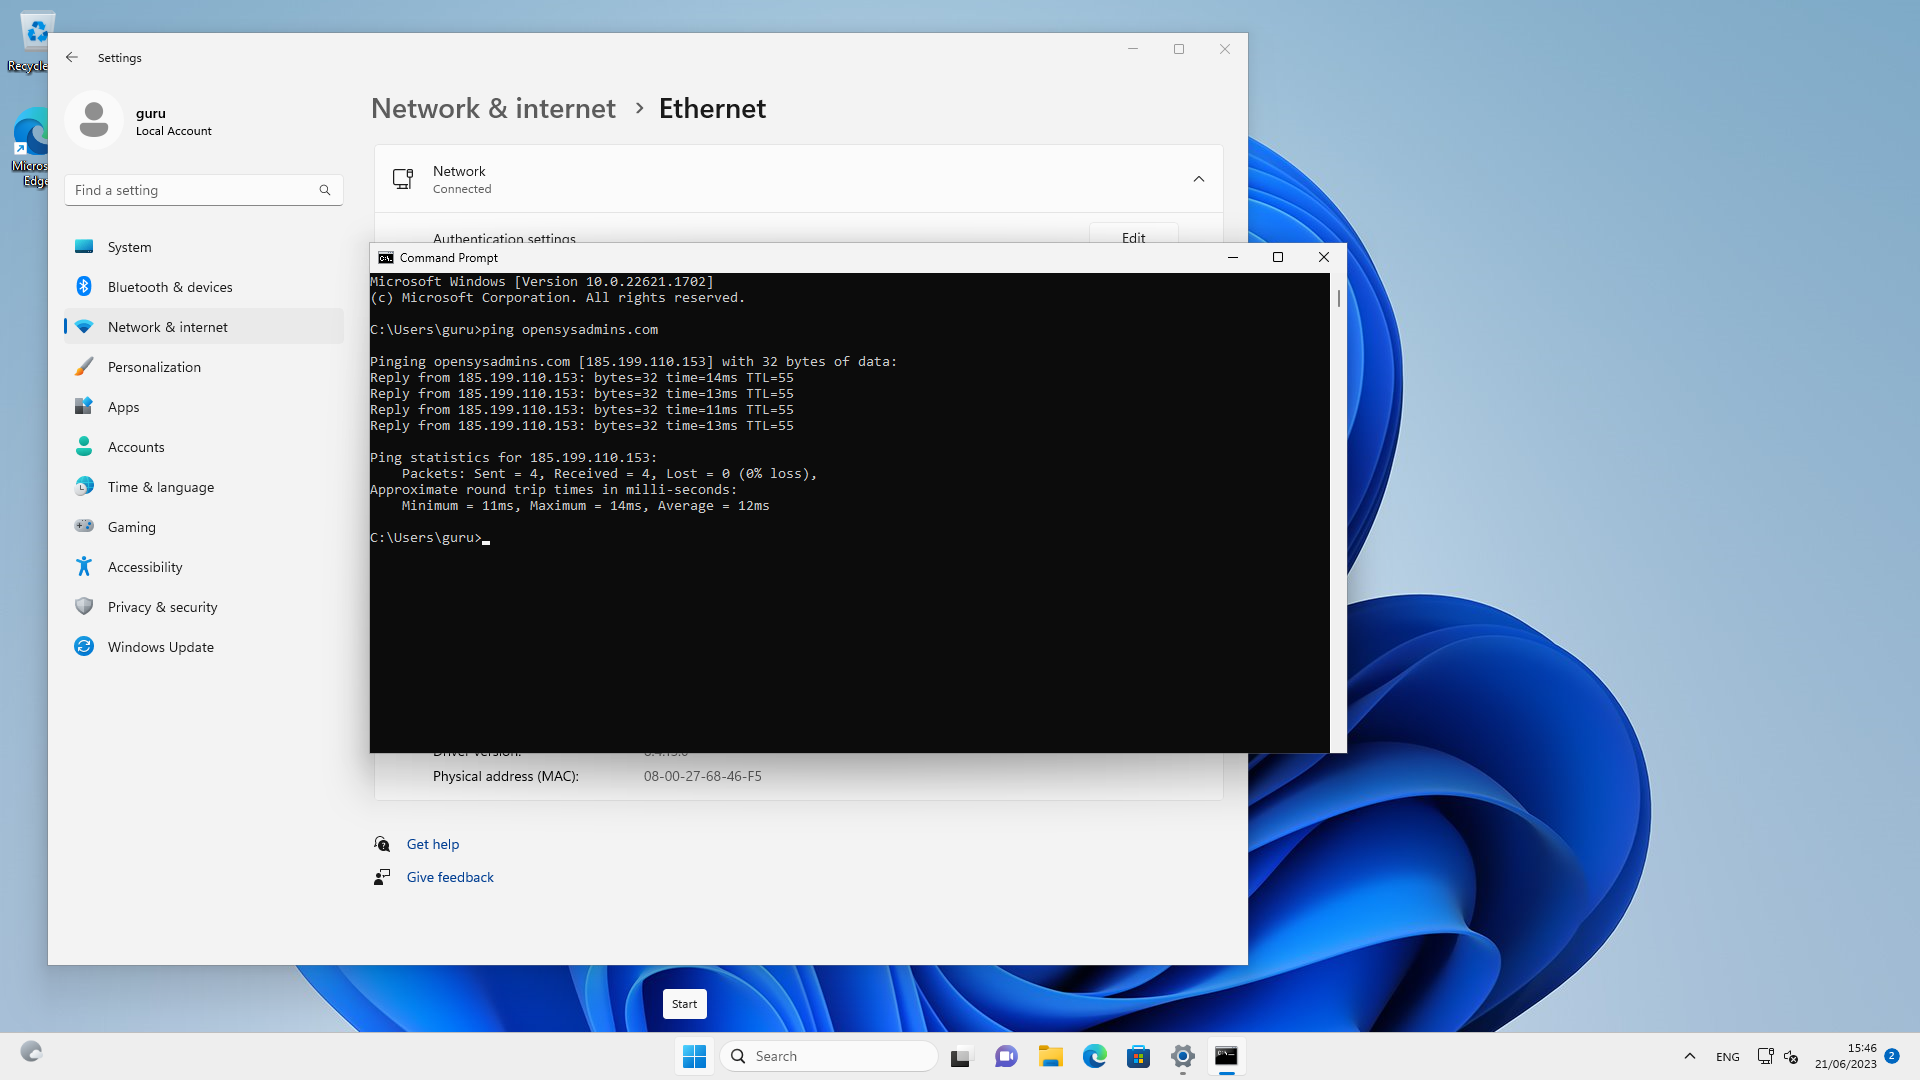 Recycle
Micros
Edge
Settings
guru
Local Account
Find a setting
System
Bluetooth & devices
Network & internet
Personalization
Apps
Accounts
Time & language
Gaming
Accessibility
Privacy & security
Windows Update
Network & internet > Ethernet
Network
Connected
Authentication settings
Edit
Command Prompt
Microsoft Windows [Version 10.0.22621.1702]
(c) Microsoft Corporation. All rights reserved.
C:\Users\guru>ping opensysadmins.com
Pinging opensysadmins.com [185.199.110.153] with 32 bytes of data:
Reply from 185.199.110.153: bytes=32 time=14ms TTL=55
Reply from 185.199.110.153: bytes=32 time=13ms TTL=55
Reply from 185.199.110.153: bytes=32 time=11ms TTL=55
Reply from 185.199.110.153: bytes=32 time=13ms TTL=55
Ping statistics for 185.199.110.153:
Packets: Sent = 4, Received = 4, Lost = 0 (0% loss),
Approximate round trip times in milli-seconds:
Minimum = 11ms, Maximum = 14ms, Average = 12ms
C:\Users\guru>
Driver version:
Physical address (MAC): 08-00-27-68-46-F5
Get help
Give feedback
Start
Search
ENG
15:46
21/06/2023
2